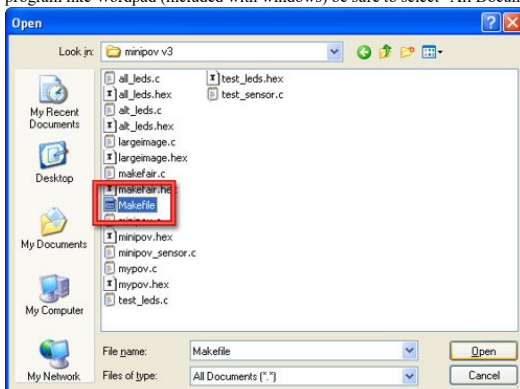 program like Wordpad (included with windows) be sure to select "All Docum
Open
Look in:
minipov v3
all_leds.c
all_leds.hex
alt_leds.c
alt_leds.hex
largeimage.c
largeimage.hex
makefair.c
makefair.hex
Makefile
minipov.hex
minipov_sensor.c
mypov.c
mypov.hex
test_leds.c
test_leds.hex
test_sensor.c
My Recent
Documents
Desktop
My Documents
My Computer
My Network
File name:
Makefile
Open
Files of type:
All Documents (*.*)
Cancel